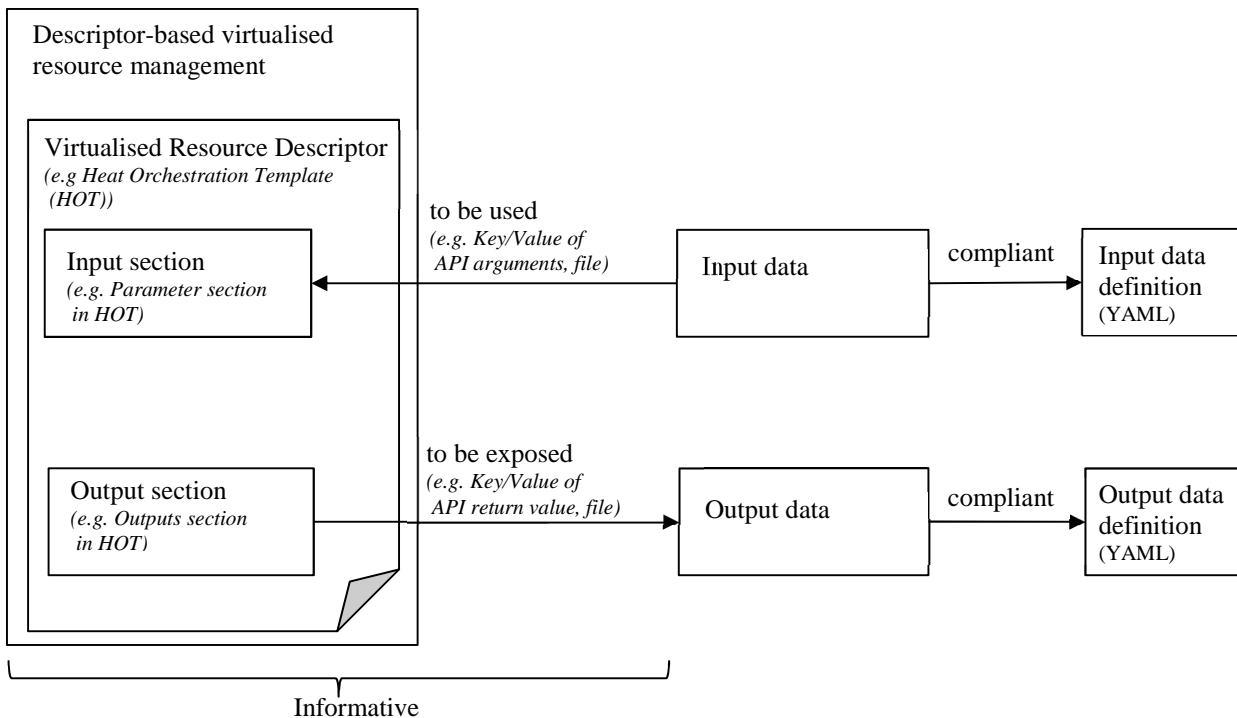 Descriptor-based virtualised
resource management
Virtualised Resource Descriptor
(e.g Heat Orchestration Template
(HOT))
Input section
(e.g. Parameter section
in HOT)
to be used
(e.g. Key/Value of
API arguments, file)
Input data
compliant
Input data
definition
(YAML)
Output section
(e.g. Outputs section
in HOT)
to be exposed
(e.g. Key/Value of
API return value, file)
Output data
compliant
Output data
definition
(YAML)
Informative